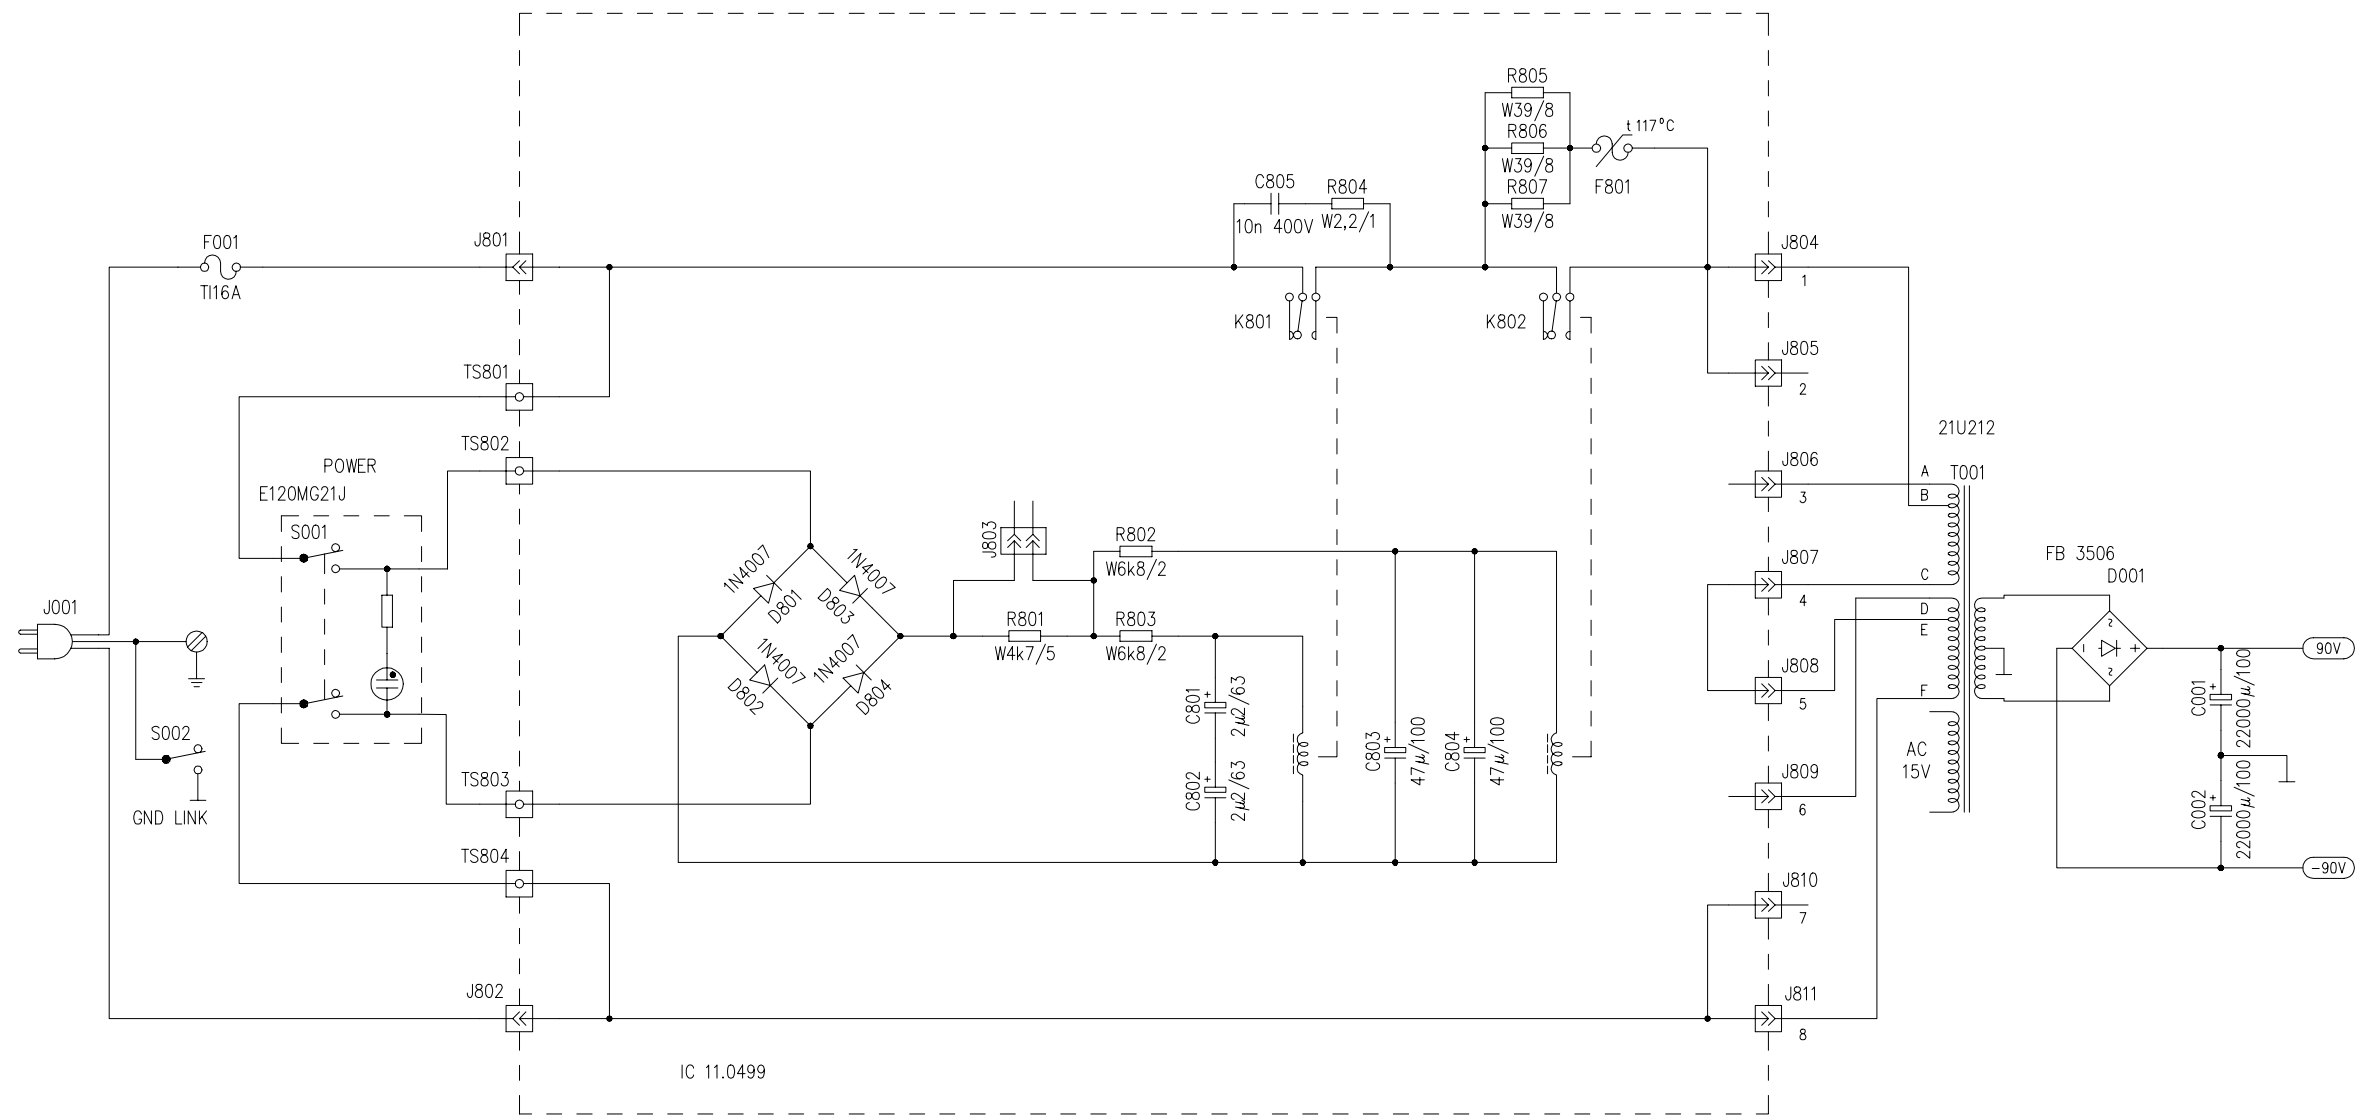 R805
W39/8
R806
W39/8
R807
W39/8
t 117°C
F801
C805
10n 400V
R804
W2,2/1
F001
TI16A
J801
J804
1
K801
K802
J805
2
TS801
TS802
21U212
POWER
E120MG21J
S001
J806
3
A
T001
B
J803
R802
W6k8/2
1N4007
D801
1N4007
D803
J807
4
C
FB 3506
D001
J001
R801
W4k7/5
R803
W6k8/2
D
E
1N4007
D802
1N4007
D804
~
-
+
~
90V
J808
5
F
C801
+
2µ2/63
C001
+
22000µ/100
S002
GND LINK
C802
+
2µ2/63
C803
+
47µ/100
C804
+
47µ/100
AC
15V
J809
6
C002
+
22000µ/100
TS803
TS804
-90V
J810
7
J802
J811
8
IC 11.0499